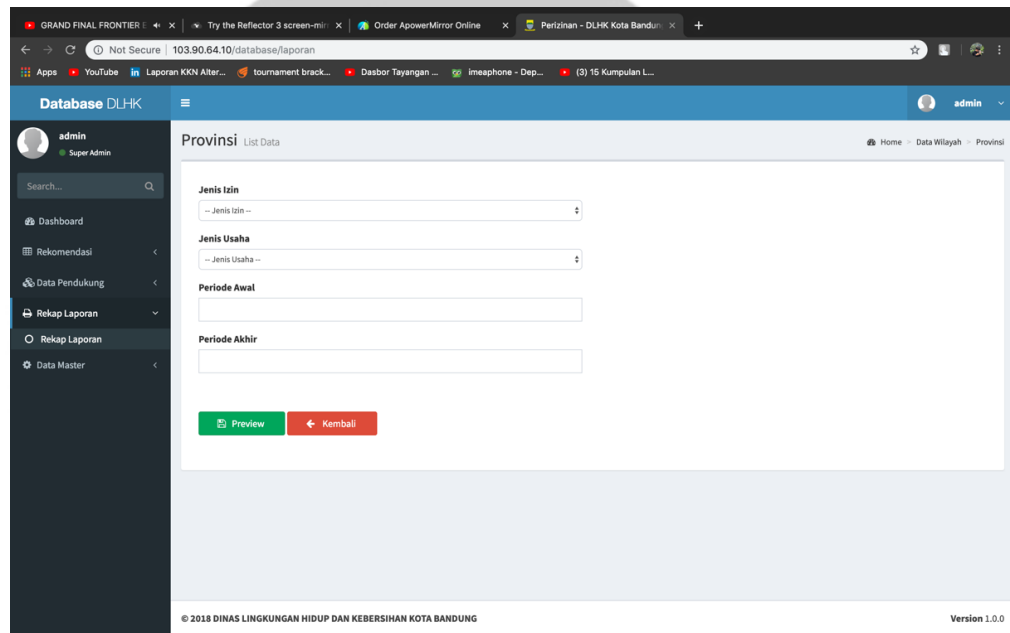 GRAND FINAL FRONTIER E
Try the Reflector 3 screen-mirr
Order ApowerMirror Online
Perizinan - DLHK Kota Bandun
Not Secure 103.90.64.10/database/laporan
Apps YouTube Laporan KKN Alter... tournament brack... Dasbor Tayangan ... imeaphone - Dep... (3) 15 Kumpulan L...
Database DLHK
admin
admin
Super Admin
Provinsi List Data
Home > Data Wilayah > Provinsi
Search...
Dashboard
Rekomendasi
Data Pendukung
Rekap Laporan
Rekap Laporan
Data Master
Jenis Izin
-- Jenis Izin --
Jenis Usaha
-- Jenis Usaha --
Periode Awal
Periode Akhir
Preview Kembali
© 2018 DINAS LINGKUNGAN HIDUP DAN KEBERSIHAN KOTA BANDUNG
Version 1.0.0